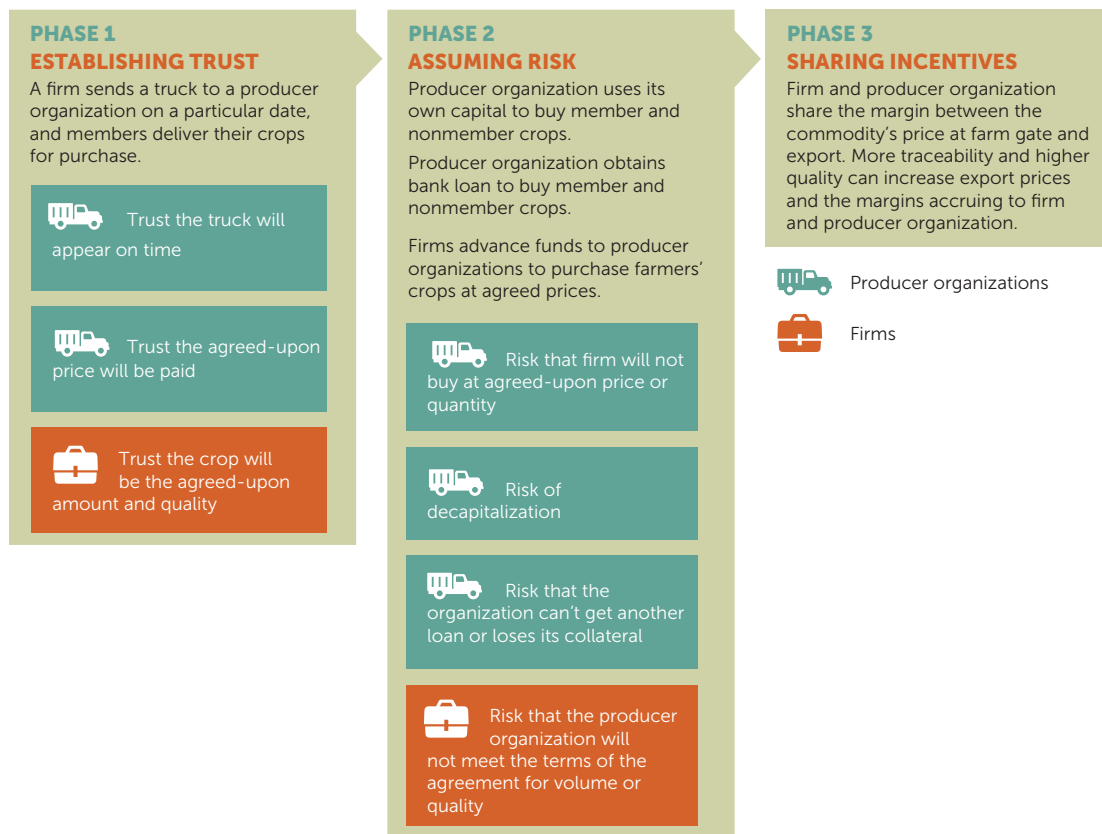 PHASE 1
ESTABLISHING TRUST
A firm sends a truck to a producer
organization on a particular date,
and members deliver their crops
for purchase.
Trust the truck will
appear on time
Trust the agreed-upon
price will be paid
Trust the crop will
be the agreed-upon
amount and quality
PHASE 2
ASSUMING RISK
Producer organization uses its
own capital to buy member and
nonmember crops.
Producer organization obtains
bank loan to buy member and
nonmember crops.
Firms advance funds to producer
organizations to purchase farmers’
crops at agreed prices.
Risk that firm will not
buy at agreed-upon price or
quantity
Risk of
decapitalization
Risk that the
organization can’t get another
loan or loses its collateral
Risk that the producer
organization will
not meet the terms of the
agreement for volume or
quality
PHASE 3
SHARING INCENTIVES
Firm and producer organization
share the margin between the
commodity’s price at farm gate and
export. More traceability and higher
quality can increase export prices
and the margins accruing to firm
and producer organization.
Producer organizations
Firms